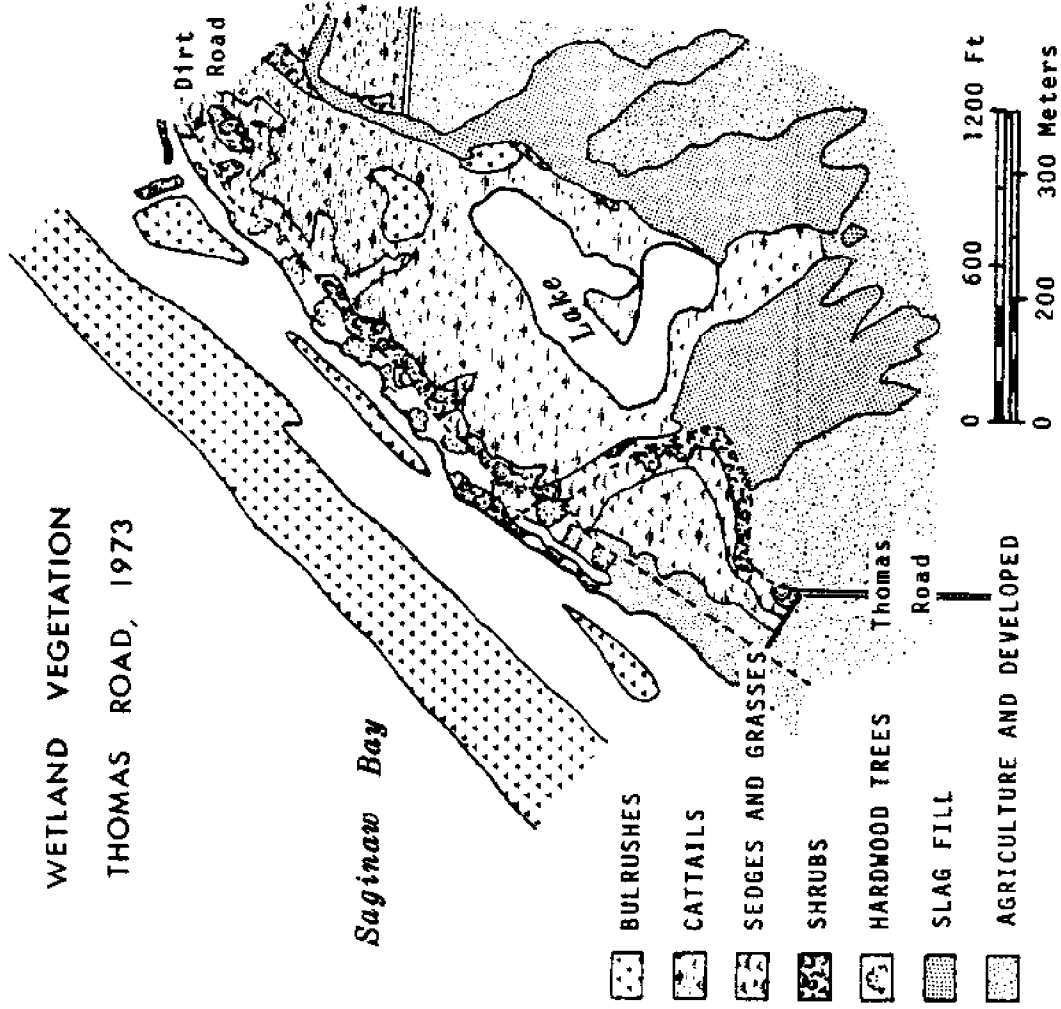 WETLAND VEGETATION
THOMAS ROAD, 1973
Dirt
Road
Saginaw Bay
Lake
Thomas
Road
BULRUSHES
CATTAILS
SEDGES AND GRASSES
SHRUBS
HARDWOOD TREES
SLAG FILL
AGRICULTURE AND DEVELOPED
0 600 1200 Ft
0 200 300 Meters